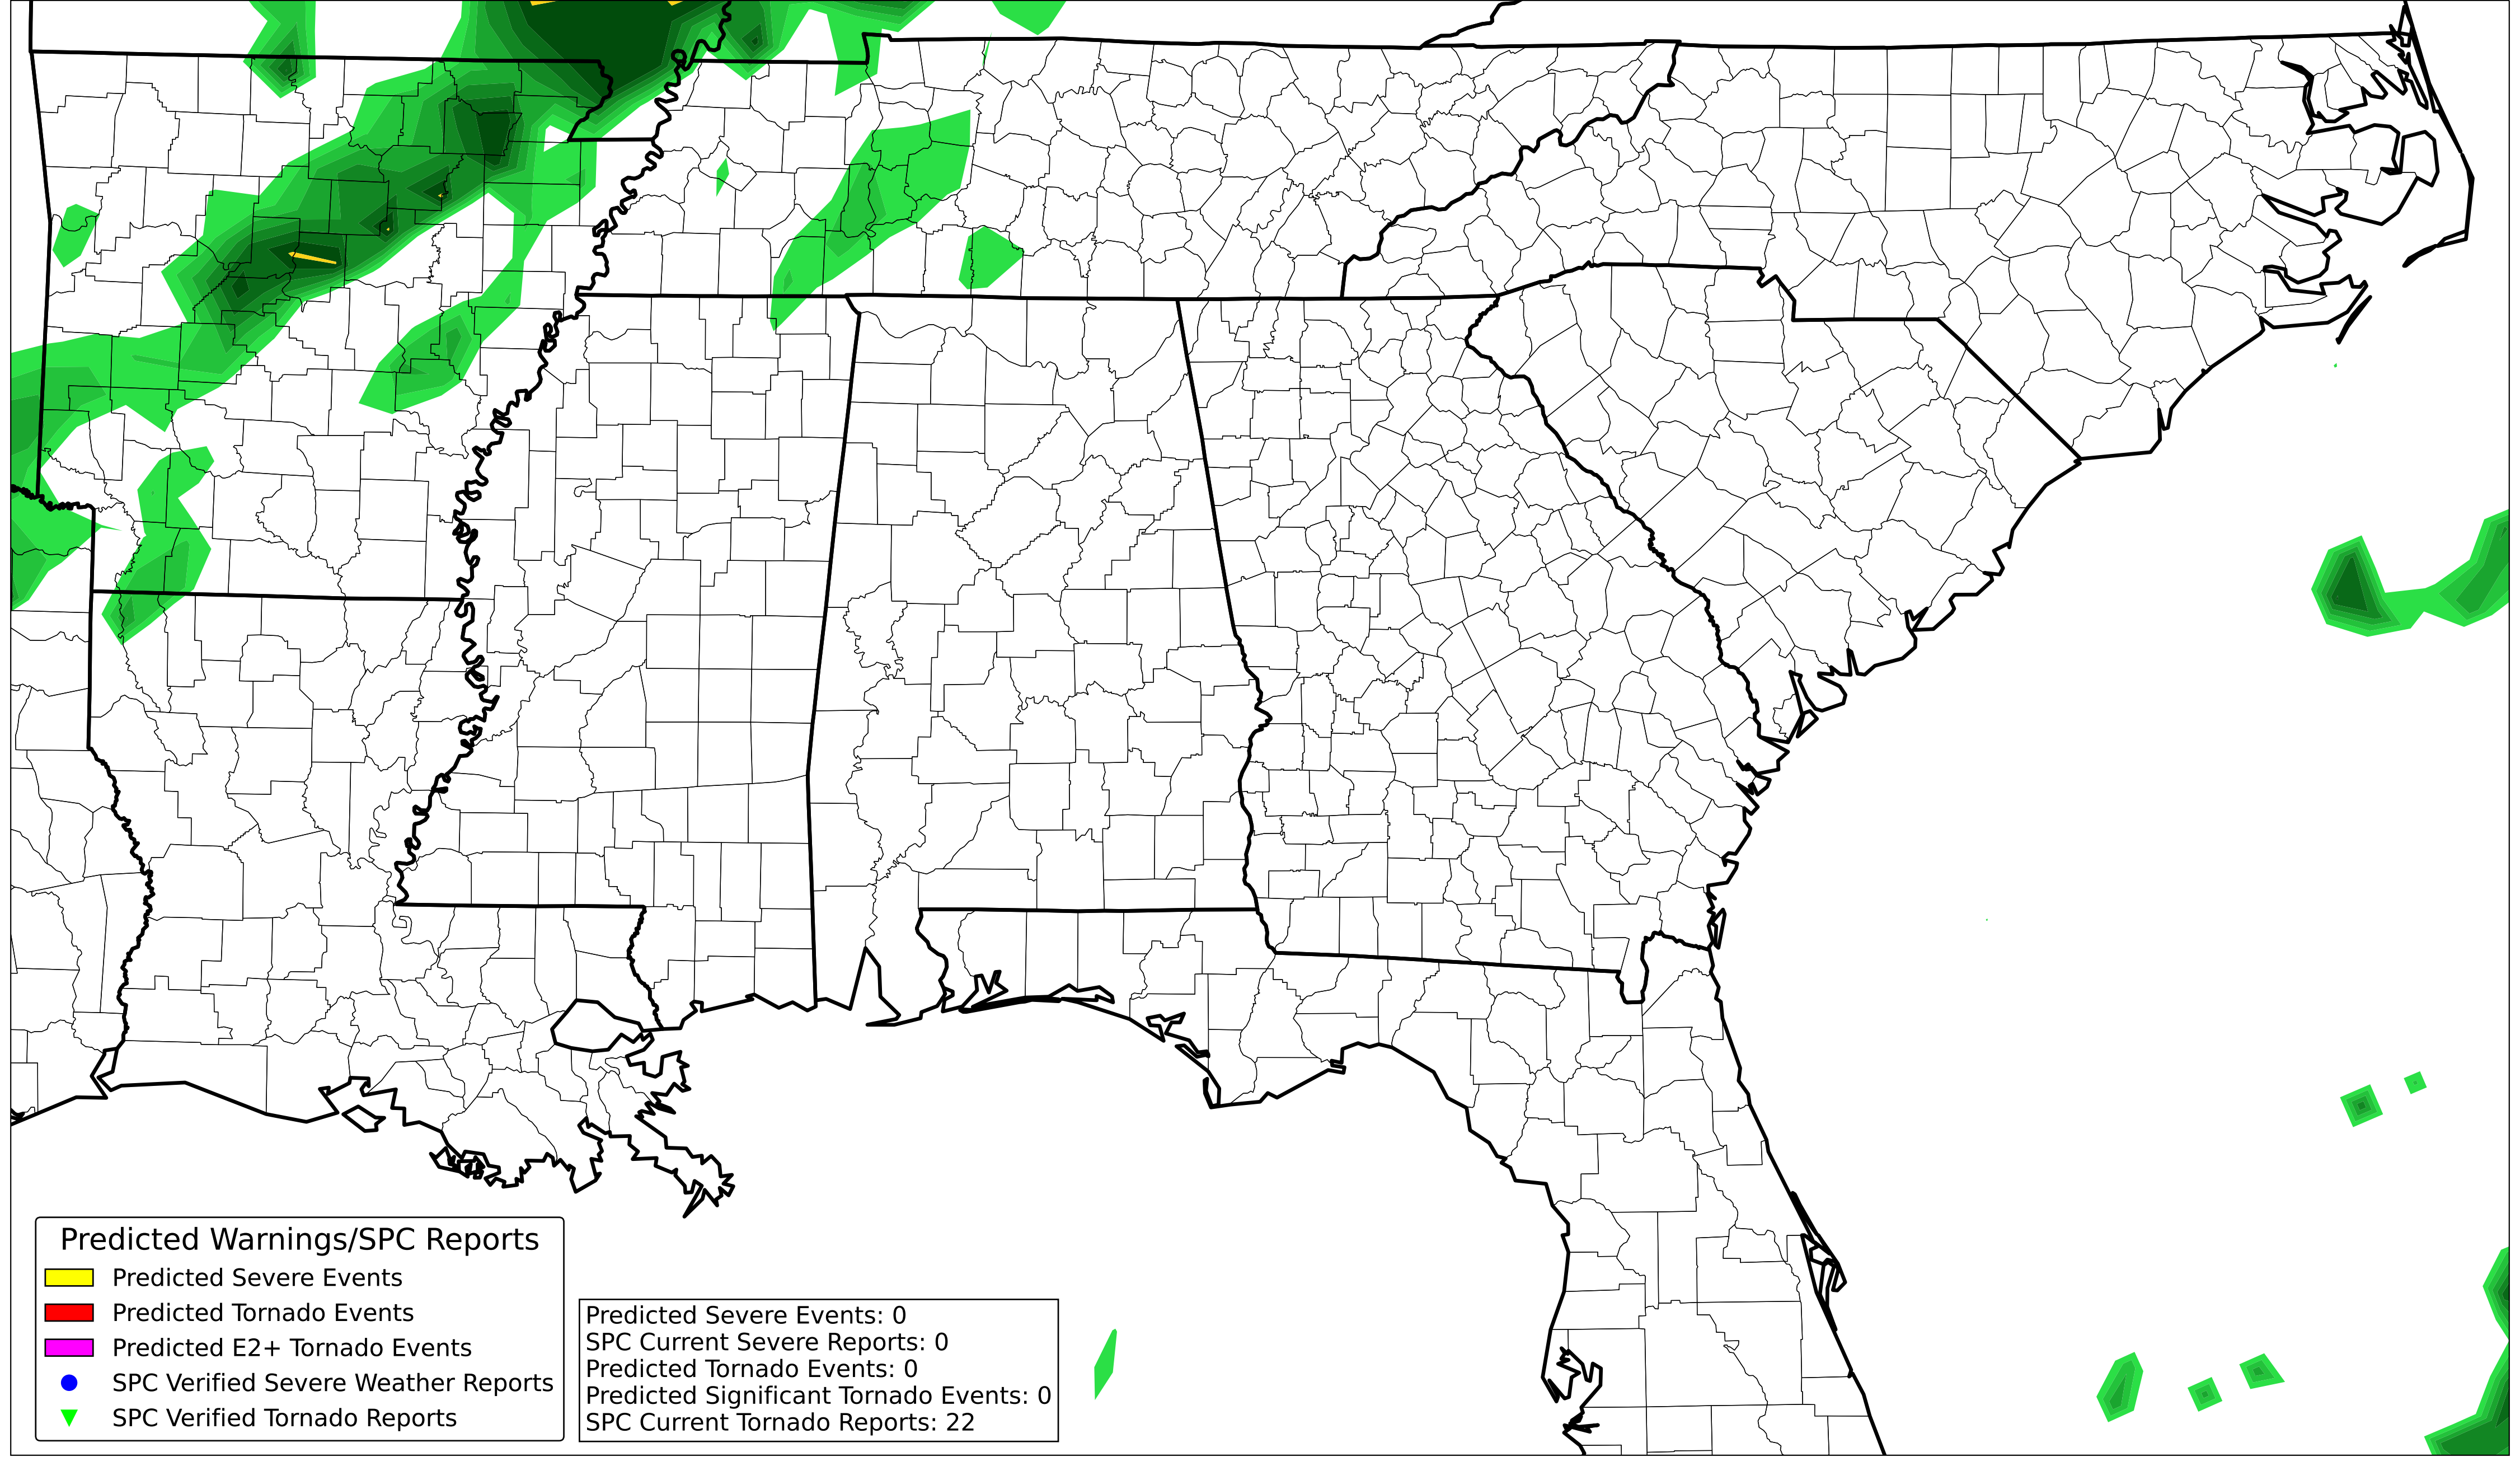 Predicted Warnings/SPC Reports
Predicted Severe Events
Predicted Tornado Events
Predicted E2+ Tornado Events
SPC Verified Severe Weather Reports
SPC Verified Tornado Reports
Predicted Severe Events: 0
SPC Current Severe Reports: 0
Predicted Tornado Events: 0
Predicted Significant Tornado Events: 0
SPC Current Tornado Reports: 22